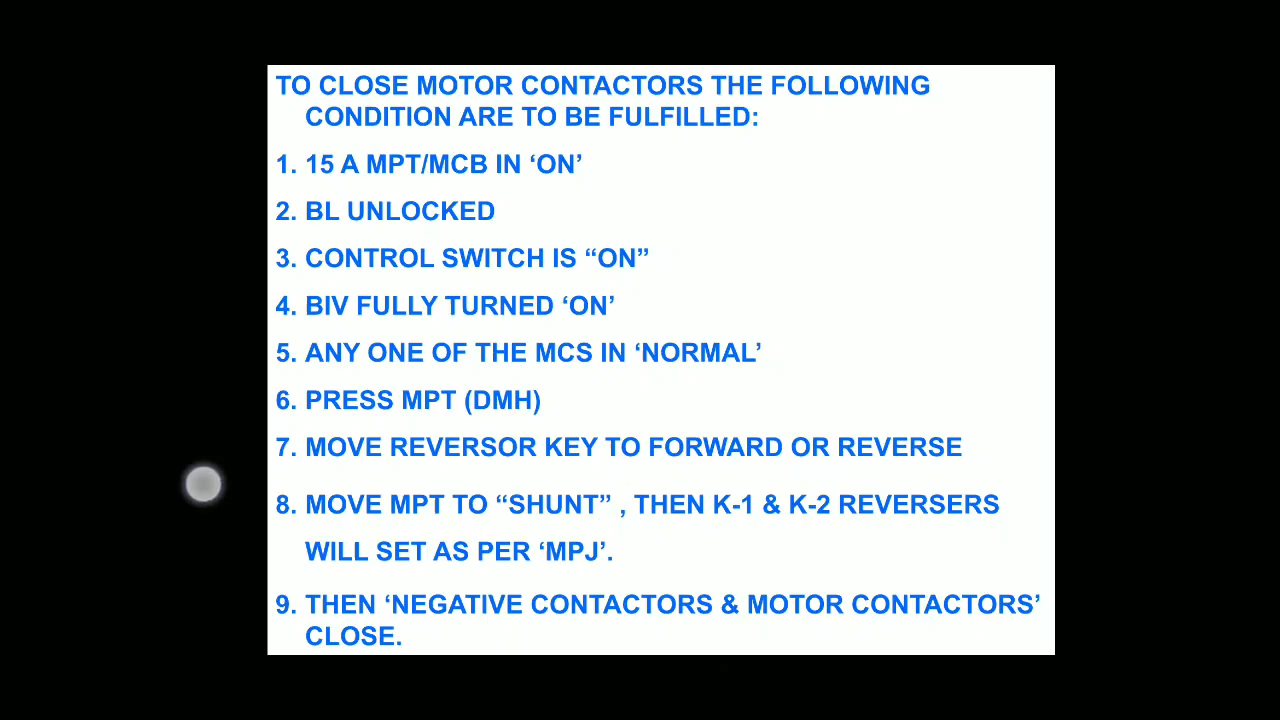 TO CLOSE MOTOR CONTACTORS THE FOLLOWING
CONDITION ARE TO BE FULFILLED:
1. 15 A MPT/MCB IN ‘ON’
2. BL UNLOCKED
3. CONTROL SWITCH IS “ON”
4. BIV FULLY TURNED ‘ON’
5. ANY ONE OF THE MCS IN ‘NORMAL’
6. PRESS MPT (DMH)
7. MOVE REVERSOR KEY TO FORWARD OR REVERSE
8. MOVE MPT TO “SHUNT” , THEN K-1 & K-2 REVERSERS
WILL SET AS PER ‘MPJ’.
9. THEN ‘NEGATIVE CONTACTORS & MOTOR CONTACTORS’
CLOSE.